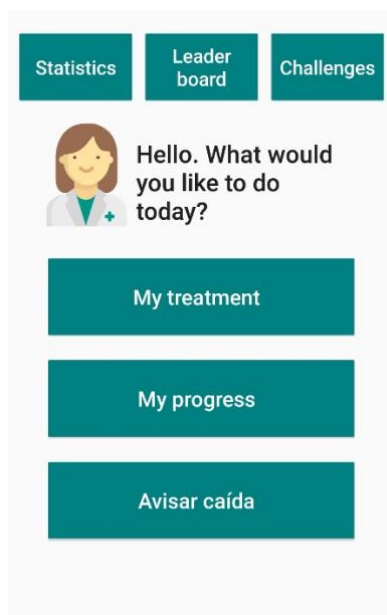 Statistics
Leader
board
Challenges
Hello. What would
you like to do
today?
My treatment
My progress
Avisar caída